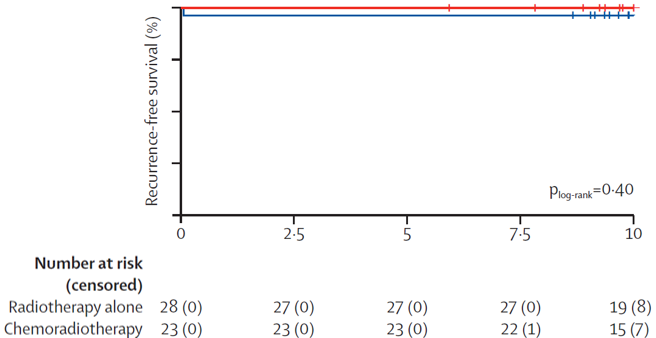 Recurrence-free survival (%)
plog-rank=0·40
0 2·5 5 7·5 10
Number at risk
(censored)
Radiotherapy alone 28 (0) 27 (0) 27 (0) 27 (0) 19 (8)
Chemoradiotherapy 23 (0) 23 (0) 23 (0) 22 (1) 15 (7)